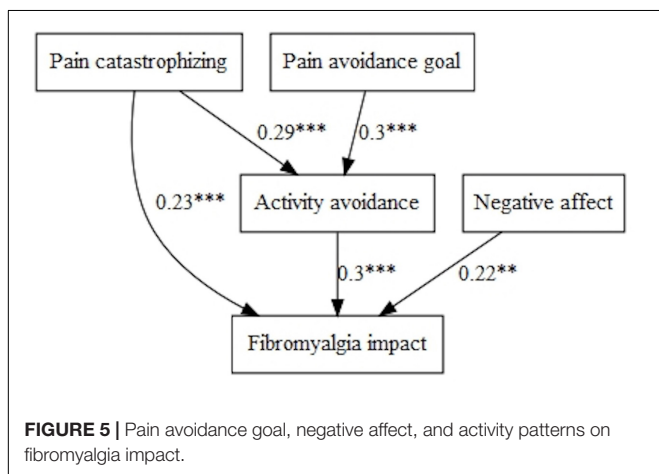 Pain catastrophizing
Pain avoidance goal
0.29***
0.3***
0.23***
Activity avoidance
Negative affect
0.3***
0.22**
Fibromyalgia impact
FIGURE 5 | Pain avoidance goal, negative affect, and activity patterns on
fibromyalgia impact.